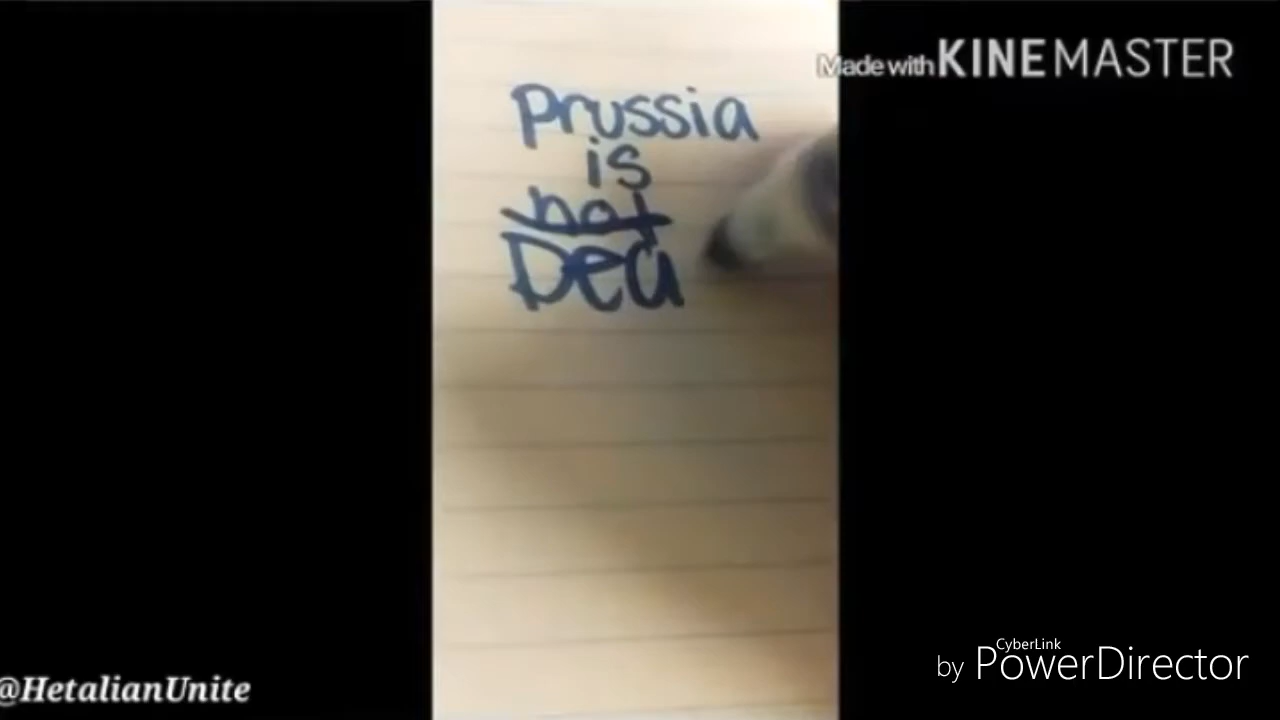 Made with KINEMASTER
Prussia
is
not
Dea
@HetalianUnite
CyberLink
by PowerDirector